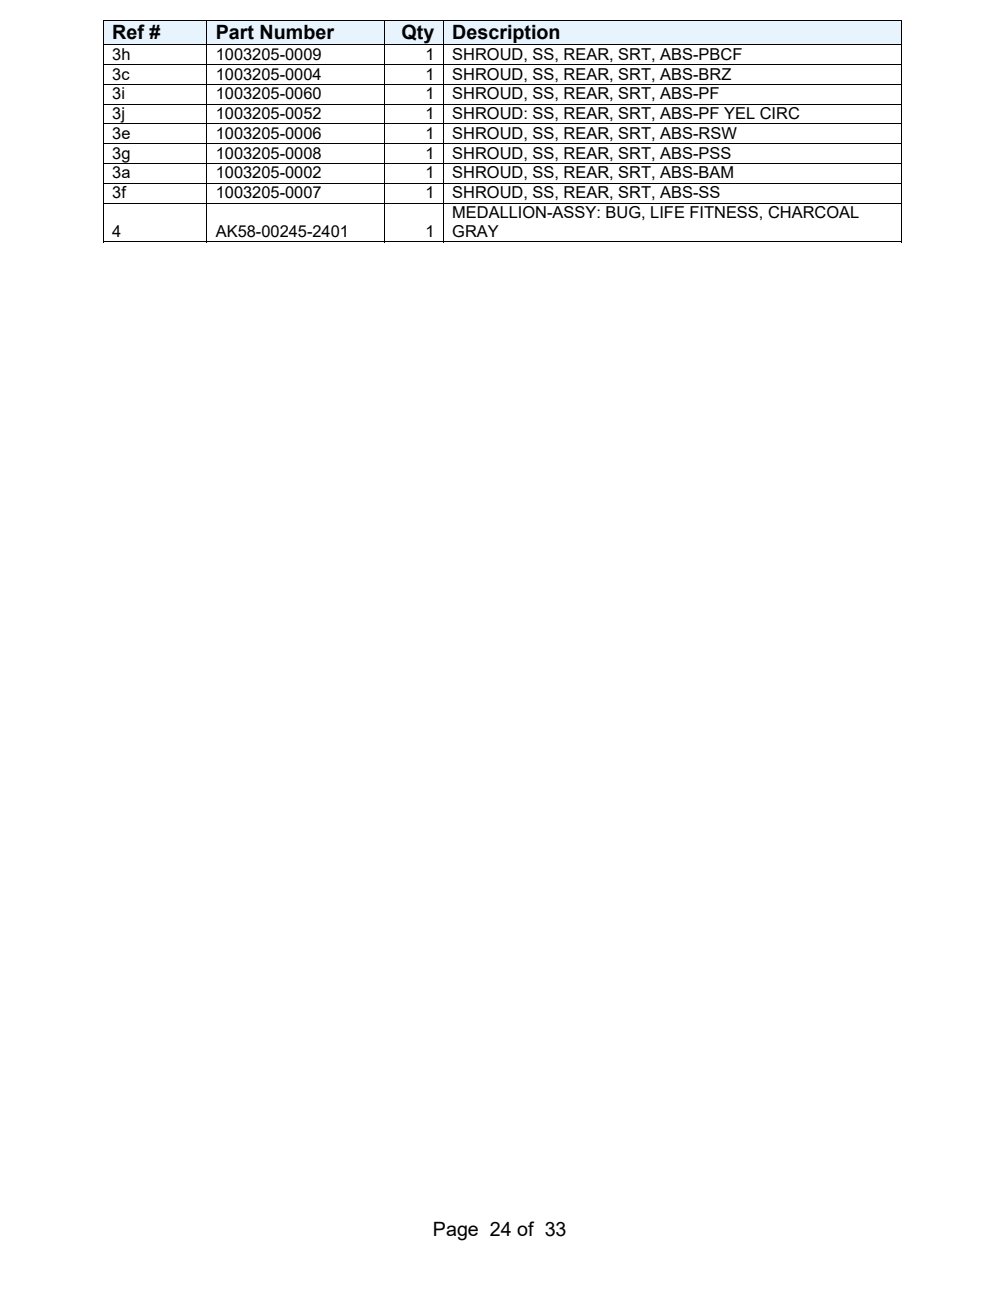 Ref # Part Number Qty Description
3h 1003205-0009 1 SHROUD, SS, REAR, SRT, ABS-PBCF
3c 1003205-0004 1 SHROUD, SS, REAR, SRT, ABS-BRZ
3i 1003205-0060 1 SHROUD, SS, REAR, SRT, ABS-PF
3j 1003205-0052 1 SHROUD: SS, REAR, SRT, ABS-PF YEL CIRC
3e 1003205-0006 1 SHROUD, SS, REAR, SRT, ABS-RSW
3g 1003205-0008 1 SHROUD, SS, REAR, SRT, ABS-PSS
3a 1003205-0002 1 SHROUD, SS, REAR, SRT, ABS-BAM
3f 1003205-0007 1 SHROUD, SS, REAR, SRT, ABS-SS
MEDALLION-ASSY: BUG, LIFE FITNESS, CHARCOAL
4 AK58-00245-2401 1 GRAY
Page 24 of 33